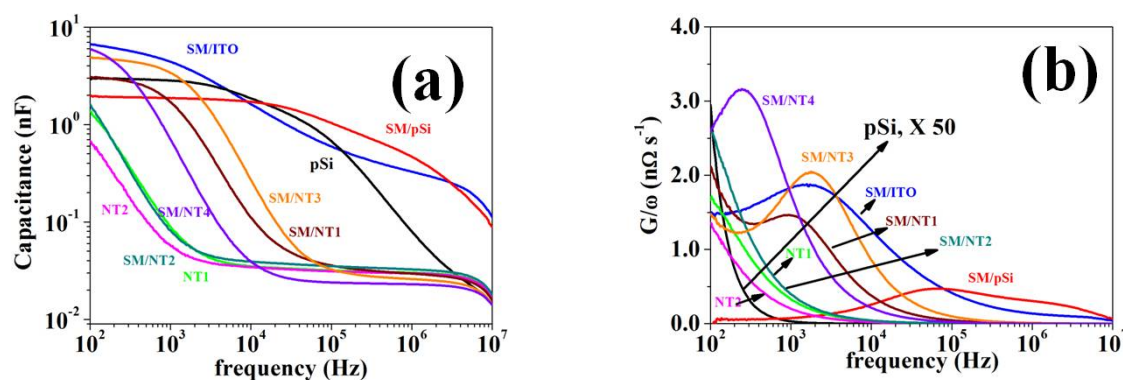 (a)
Capacitance (nF)
10¹
10⁰
10⁻¹
10⁻²
SM/ITO
SM/pSi
pSi
SM/NT3
SM/NT4
SM/NT1
NT2
SM/NT2
NT1
10² 10³ 10⁴ 10⁵ 10⁶ 10⁷
frequency (Hz)
(b)
G/ω (nΩ s⁻¹)
4.0
3.0
2.0
1.0
0.0
SM/NT4
pSi, X 50
SM/NT3
SM/ITO
SM/NT1
SM/NT2
NT1
SM/pSi
NT2
10² 10³ 10⁴ 10⁵ 10⁶ 10⁷
frequency (Hz)